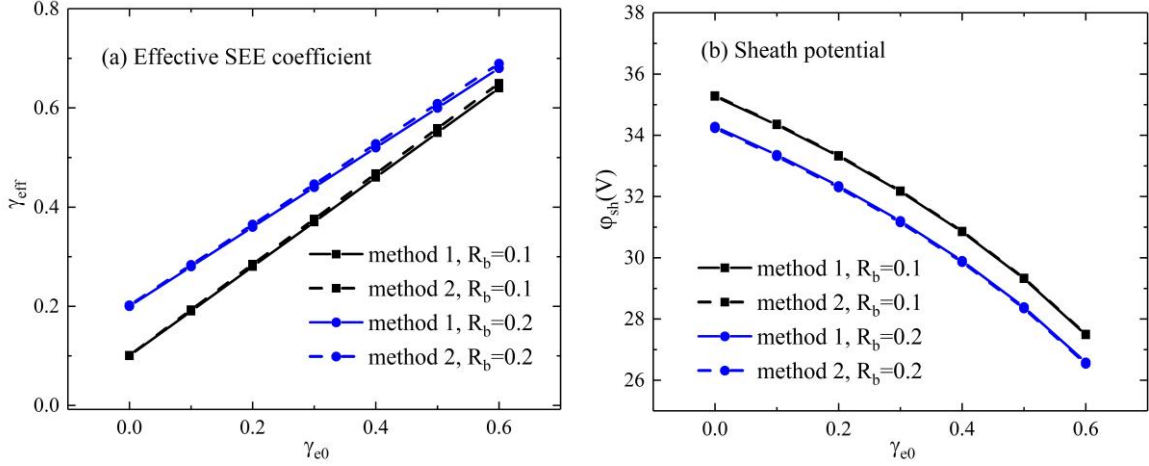 0.8
0.6
0.4
0.2
0.0
γeff
(a) Effective SEE coefficient
method 1, Rb=0.1
method 2, Rb=0.1
method 1, Rb=0.2
method 2, Rb=0.2
0.0 0.2 0.4 0.6
γe0
38
36
34
32
30
28
26
φsh(V)
(b) Sheath potential
method 1, Rb=0.1
method 2, Rb=0.1
method 1, Rb=0.2
method 2, Rb=0.2
0.0 0.2 0.4 0.6
γe0